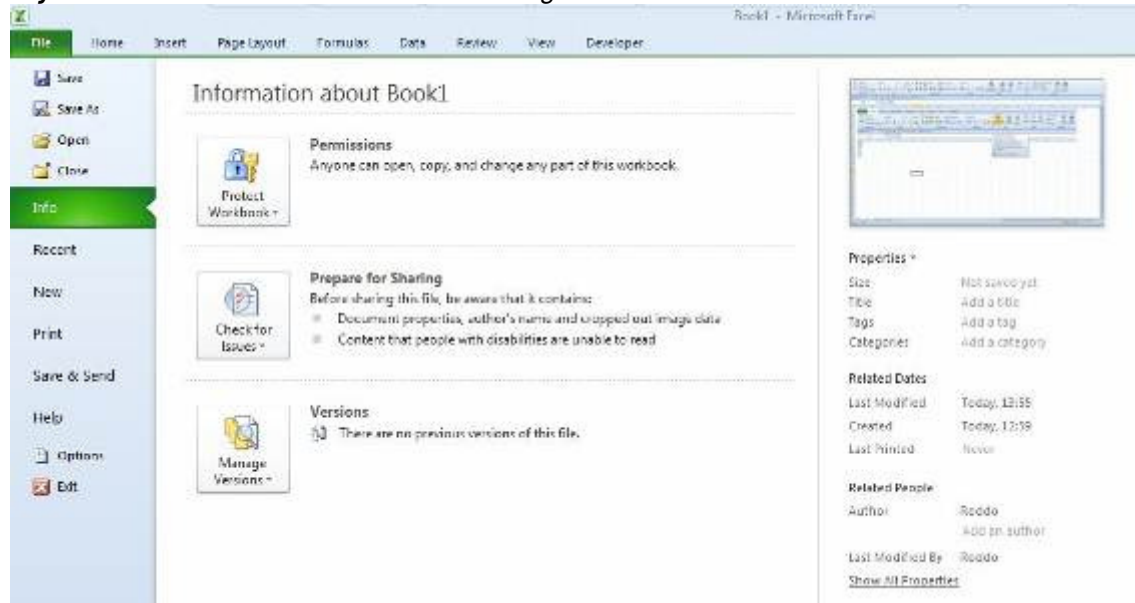 Book1 - Microsoft Excel
File Home Insert Page Layout Formulas Data Review View Developer
Save
Save As
Open
Close
Info
Recent
New
Print
Save & Send
Help
Options
Exit
Information about Book1
Protect
Workbook
Permissions
Anyone can open, copy, and change any part of this workbook.
Check for
Issues
Prepare for Sharing
Before sharing this file, be aware that it contains:
Document properties, author's name and cropped out image data
Content that people with disabilities are unable to read
Manage
Versions
Versions
There are no previous versions of this file.
Properties
Size Not saved yet
Title Add a title
Tags Add a tag
Categories Add a category
Related Dates
Last Modified Today, 13:55
Created Today, 12:39
Last Printed Never
Related People
Author Roddo
Add an author
Last Modified By Roddo
Show All Properties